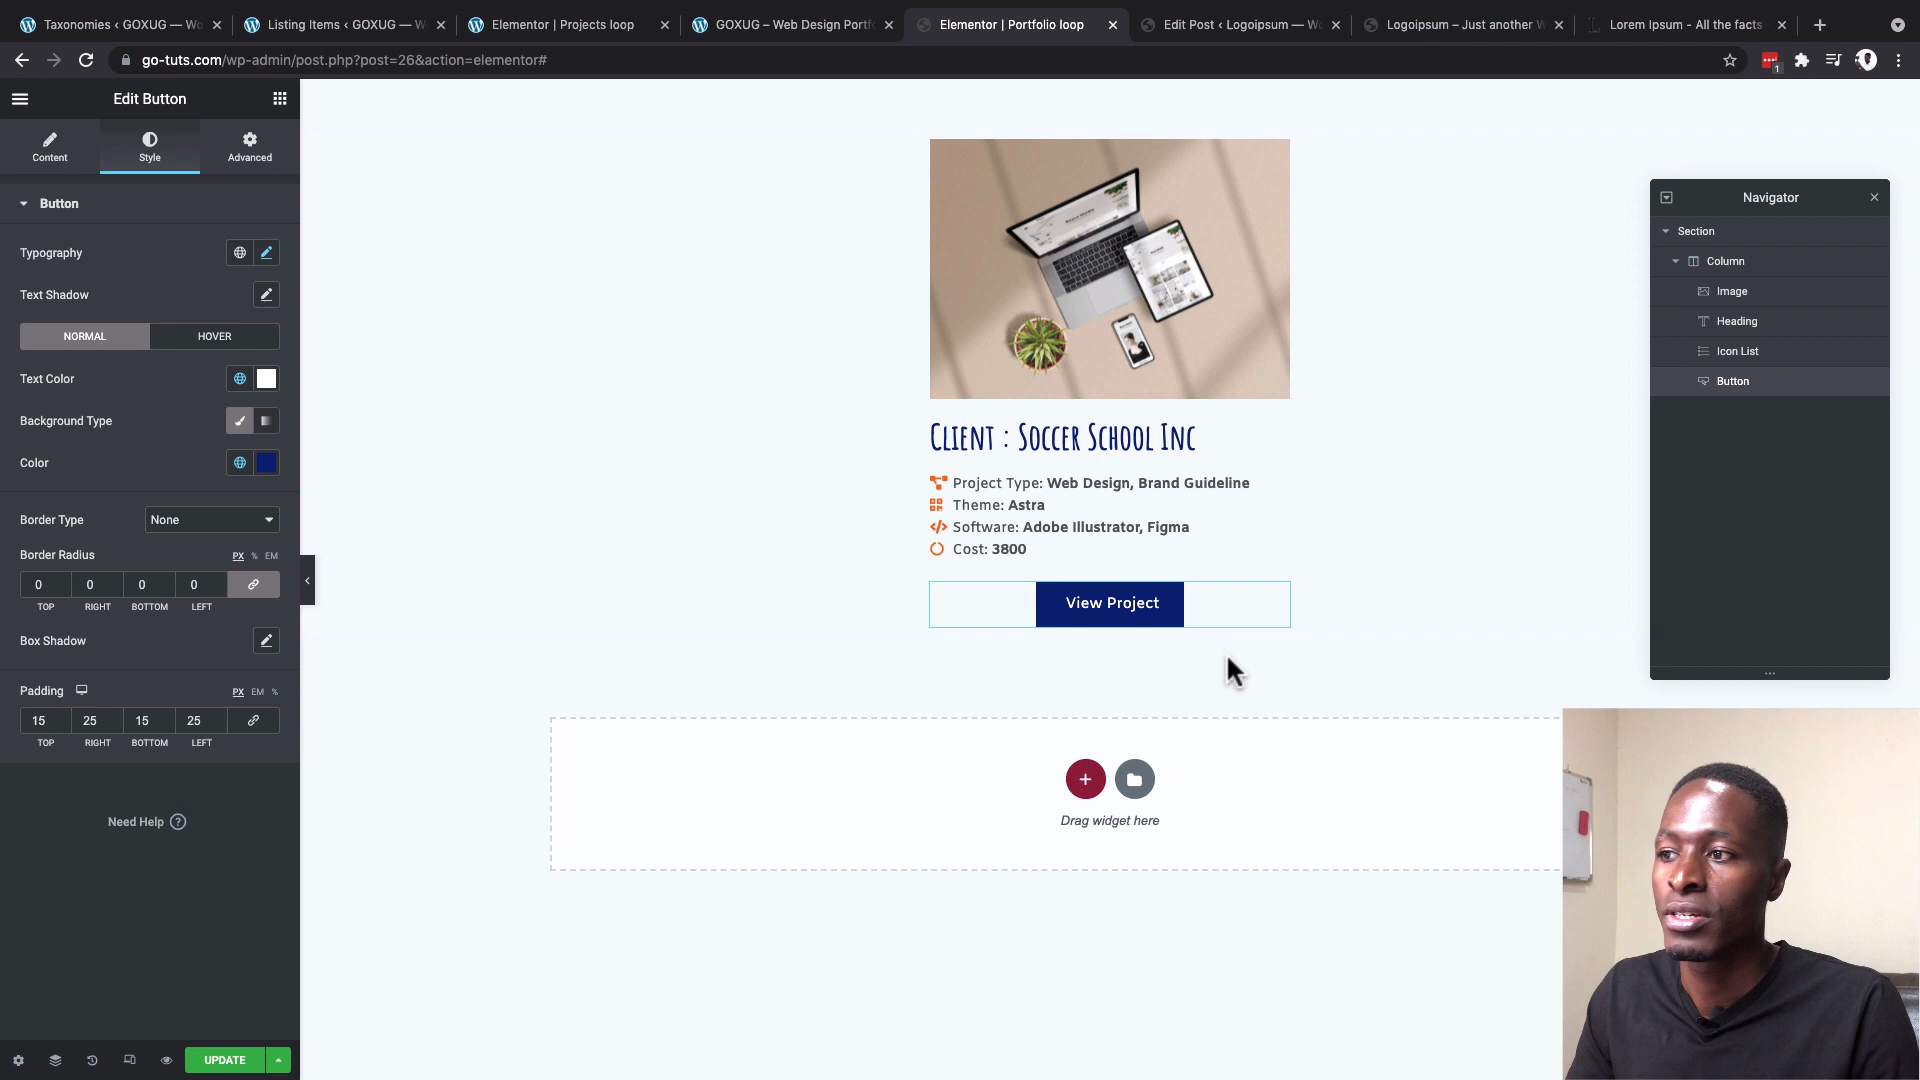 Taxonomies ‹ GOXUG — Wo
Listing Items ‹ GOXUG — W
Elementor | Projects loop
GOXUG – Web Design Portf
Elementor | Portfolio loop
Edit Post ‹ Logoipsum — Wo
Logoipsum – Just another W
Lorem Ipsum - All the facts
go-tuts.com/wp-admin/post.php?post=26&action=elementor#
1
Edit Button
Content
Style
Advanced
Button
Typography
Text Shadow
NORMAL
HOVER
Text Color
Background Type
Color
Border Type
None
Border Radius
PX % EM
0 0 0 0
TOP RIGHT BOTTOM LEFT
Box Shadow
Padding
PX EM %
15 25 15 25
TOP RIGHT BOTTOM LEFT
Need Help ?
UPDATE
Client : Soccer School Inc
Project Type: Web Design, Brand Guideline
Theme: Astra
Software: Adobe Illustrator, Figma
Cost: 3800
View Project
Drag widget here
Navigator
Section
Column
Image
Heading
Icon List
Button